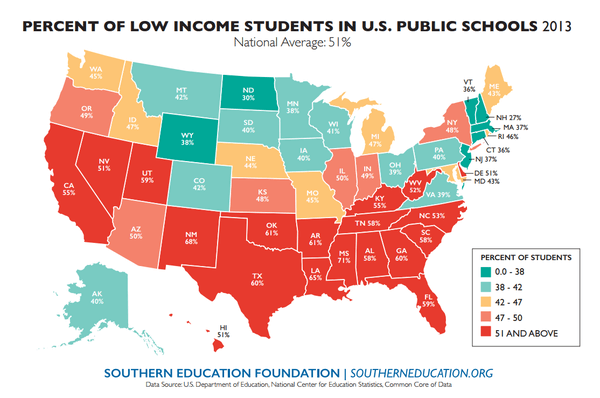 PERCENT OF LOW INCOME STUDENTS IN U.S. PUBLIC SCHOOLS 2013
National Average: 51%
WA
45%
OR
49%
CA
55%
NV
51%
ID
47%
MT
42%
WY
38%
UT
59%
AZ
50%
CO
42%
NM
68%
ND
30%
SD
40%
NE
44%
KS
48%
OK
61%
TX
60%
MN
38%
IA
40%
MO
45%
AR
61%
LA
65%
WI
41%
IL
50%
MI
47%
IN
49%
OH
39%
KY
55%
TN 58%
MS
71%
AL
58%
GA
60%
FL
59%
SC
58%
NC 53%
VA 39%
WV
52%
PA
40%
NY
48%
VT
36%
ME
43%
NH 27%
MA 37%
RI 46%
CT 36%
NJ 37%
DE 51%
MD 43%
AK
40%
HI
51%
PERCENT OF STUDENTS
0.0 - 38
38 - 42
42 - 47
47 - 50
51 AND ABOVE
SOUTHERN EDUCATION FOUNDATION | SOUTHERNEDUCATION.ORG
Data Source: U.S. Department of Education, National Center for Education Statistics, Common Core of Data